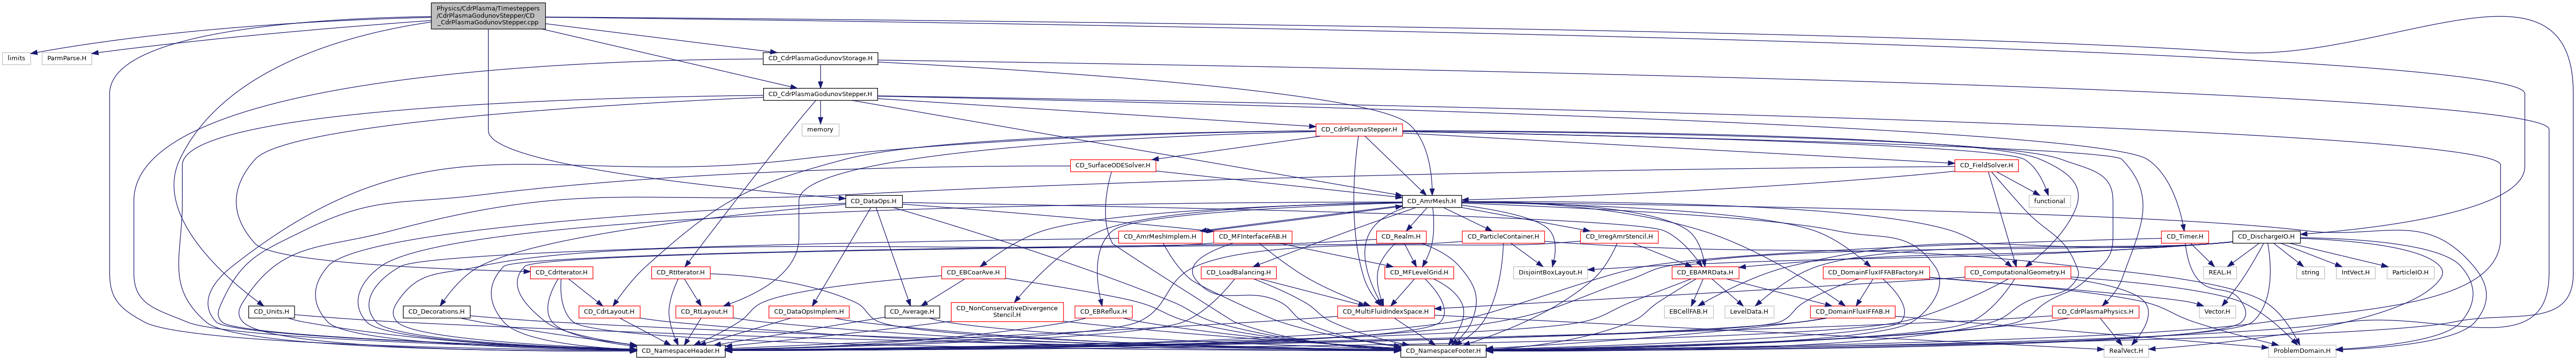 Physics/CdrPlasma/Timesteppers
/CdrPlasmaGodunovStepper/CD
_CdrPlasmaGodunovStepper.cpp
limits
ParmParse.H
CD_CdrPlasmaGodunovStorage.H
CD_CdrPlasmaGodunovStepper.H
memory
CD_CdrPlasmaStepper.H
CD_SurfaceODESolver.H
CD_FieldSolver.H
CD_DataOps.H
CD_AmrMesh.H
functional
CD_AmrMeshImplem.H
CD_MFInterfaceFAB.H
CD_Realm.H
CD_ParticleContainer.H
CD_IrregAmrStencil.H
CD_Timer.H
CD_DischargeIO.H
CD_CdrIterator.H
CD_RtIterator.H
CD_EBCoarAve.H
CD_LoadBalancing.H
CD_MFLevelGrid.H
DisjointBoxLayout.H
CD_EBAMRData.H
CD_DomainFluxIFFABFactory.H
CD_ComputationalGeometry.H
REAL.H
string
IntVect.H
ParticleIO.H
CD_Units.H
CD_Decorations.H
CD_CdrLayout.H
CD_RtLayout.H
CD_DataOpsImplem.H
CD_Average.H
CD_NonConservativeDivergence
Stencil.H
CD_EBReflux.H
CD_MultiFluidIndexSpace.H
EBCellFAB.H
LevelData.H
CD_DomainFluxIFFAB.H
CD_CdrPlasmaPhysics.H
Vector.H
CD_NamespaceHeader.H
CD_NamespaceFooter.H
RealVect.H
ProblemDomain.H